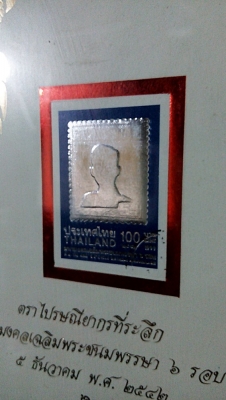 ประเทศไทย 100 บาท
THAILAND
ตราไปรษณียากรที่ระลึก
มงคลเฉลิมพระชนมพรรษา ๖ รอบ
๕ ธันวาคม พ.ศ. ๒๕๔๒